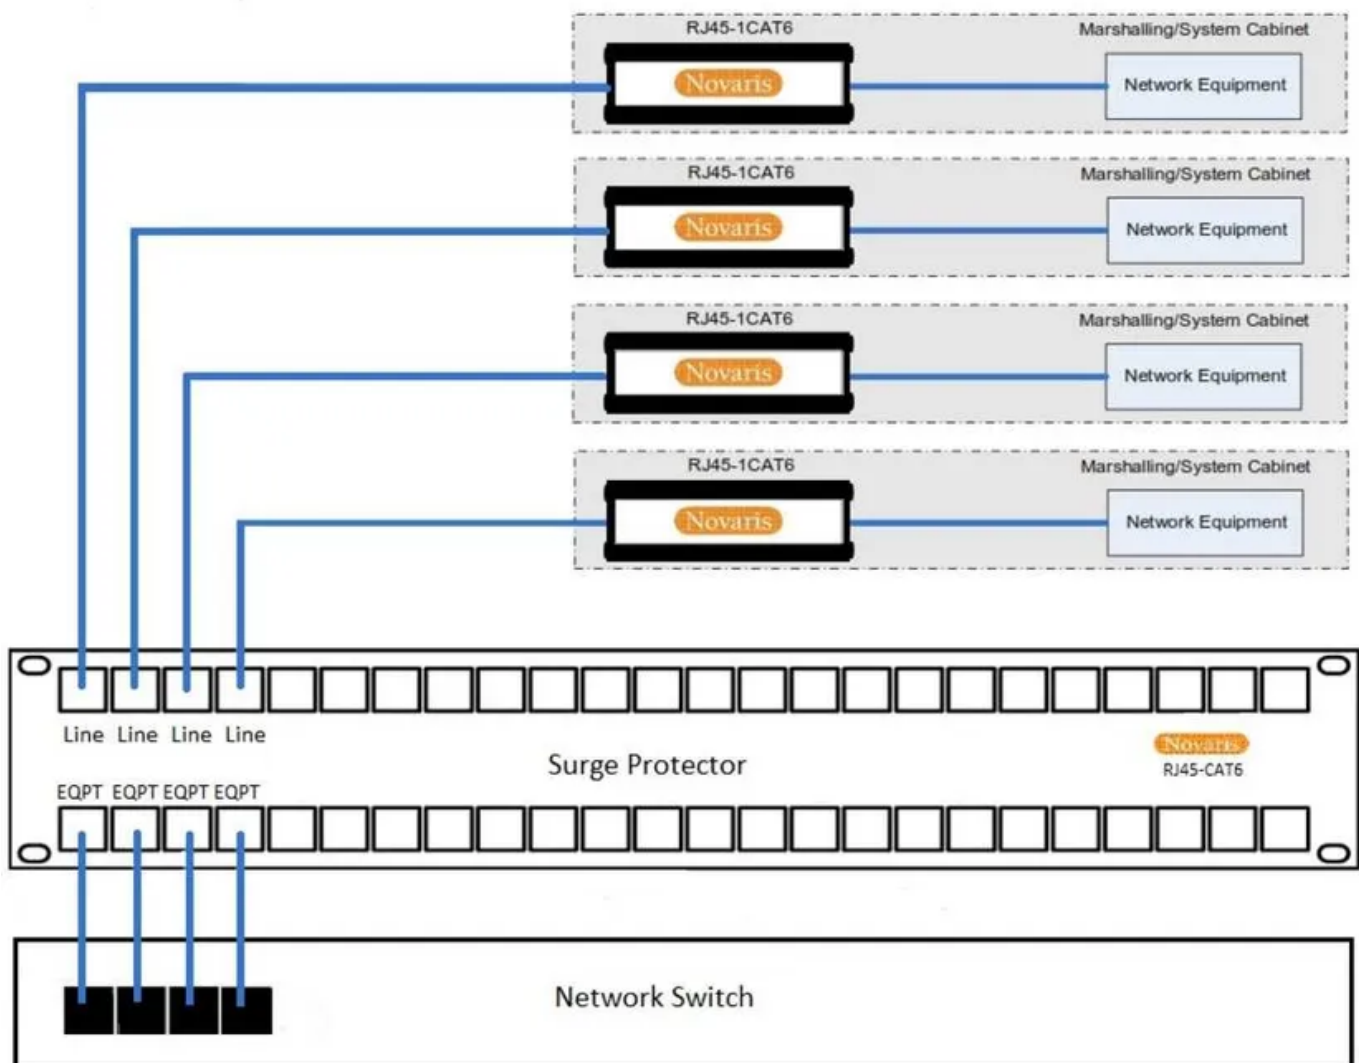 RJ45-1CAT6 Marshalling/System Cabinet
Novaris Network Equipment
RJ45-1CAT6 Marshalling/System Cabinet
Novaris Network Equipment
RJ45-1CAT6 Marshalling/System Cabinet
Novaris Network Equipment
RJ45-1CAT6 Marshalling/System Cabinet
Novaris Network Equipment
Line Line Line Line
Surge Protector
Novaris
RJ45-CAT6
EQPT EQPT EQPT EQPT
Network Switch